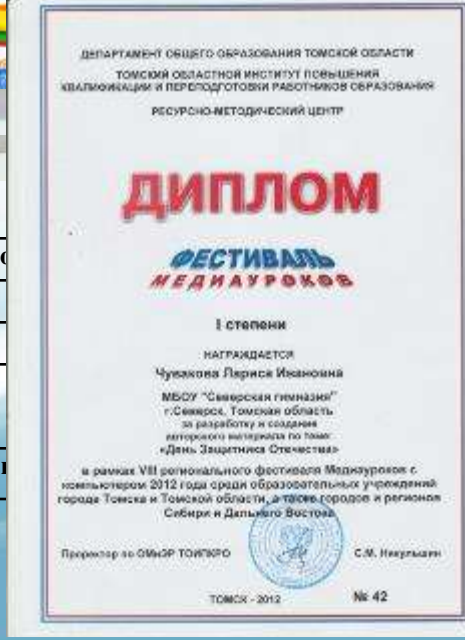 ДЕПАРТАМЕНТ ОБЩЕГО ОБРАЗОВАНИЯ ТОМСКОЙ ОБЛАСТИ
ТОМСКИЙ ОБЛАСТНОЙ ИНСТИТУТ ПОВЫШЕНИЯ
КВАЛИФИКАЦИИ И ПЕРЕПОДГОТОВКИ РАБОТНИКОВ ОБРАЗОВАНИЯ
РЕСУРСНО-МЕТОДИЧЕСКИЙ ЦЕНТР
ДИПЛОМ
ФЕСТИВАЛЬ
МЕДИАУРОКОВ
I степени
НАГРАЖДАЕТСЯ
Чувакова Лариса Ивановна
МБОУ "Северская гимназия"
г.Северск, Томская область
за разработку и создание
авторского материала по теме:
«День Защитника Отечества»
в рамках VIII регионального фестиваля Медиауроков с
компьютером 2012 года среди образовательных учреждений
города Томска и Томской области, а также городов и регионов
Сибири и Дальнего Востока
Проректор по ОМиЭР ТОИПКРО С.М. Никульшин
ТОМСК - 2012 № 42